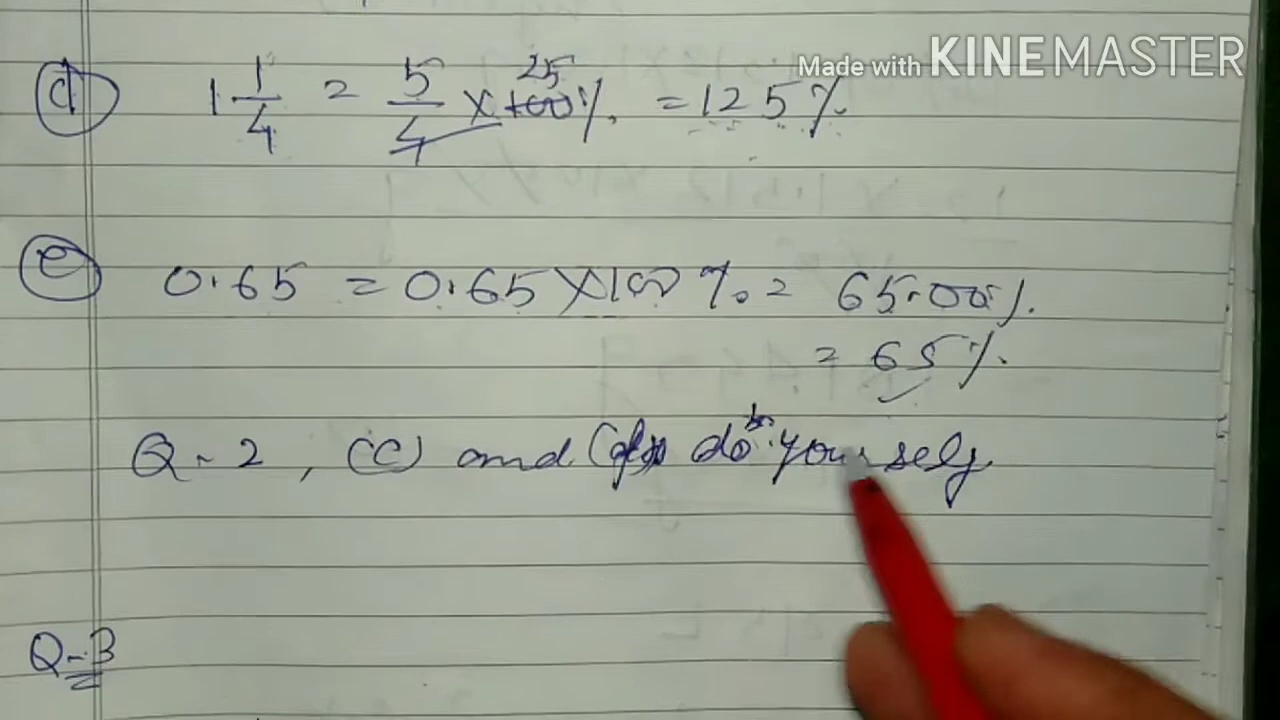 Made with KINEMASTER
(d) 1 1/4 = 5/4 × 100%. = 125%
25
(e) 0.65 = 0.65 × 100 % = 65.00%.
= 65%.
Q-2, (C) and do yourself
Q-3